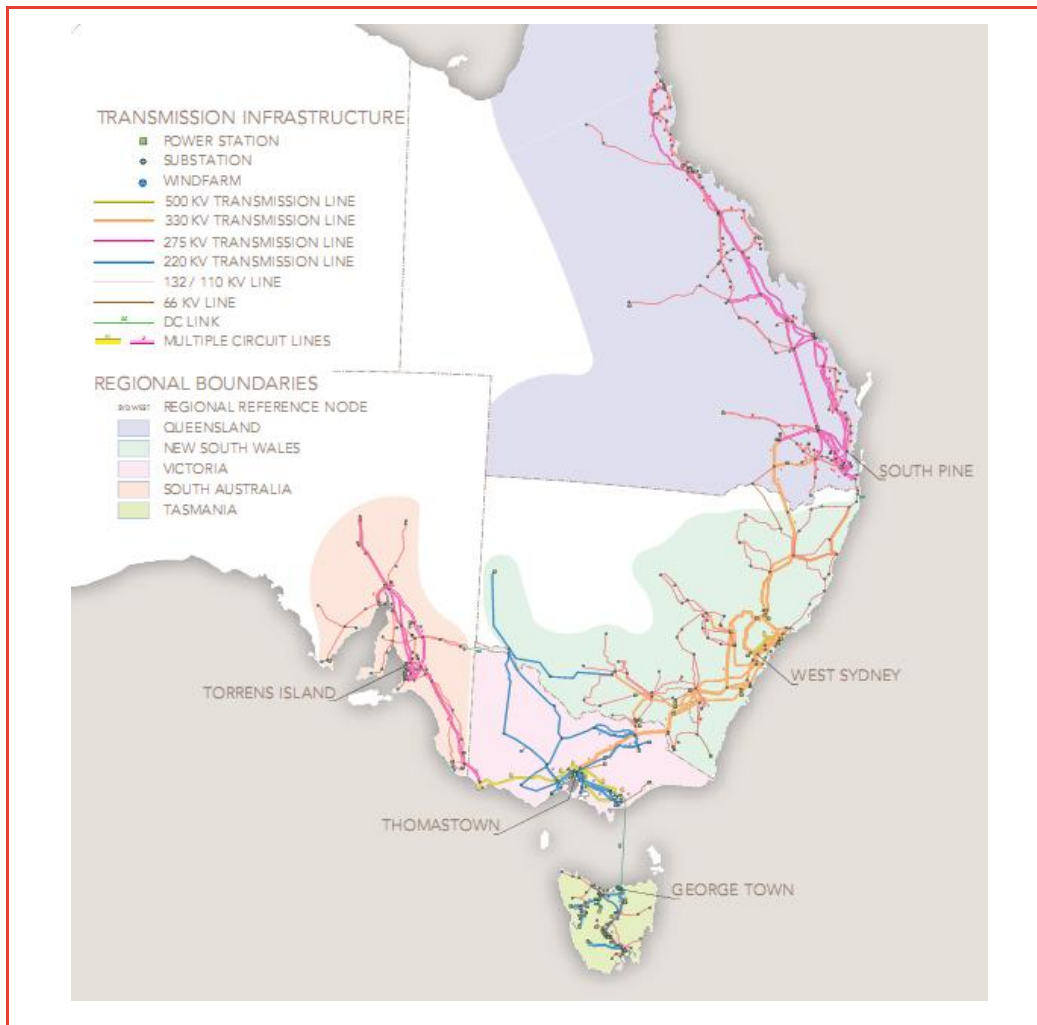 TRANSMISSION INFRASTRUCTURE
POWER STATION
SUBSTATION
WINDFARM
500 KV TRANSMISSION LINE
330 KV TRANSMISSION LINE
275 KV TRANSMISSION LINE
220 KV TRANSMISSION LINE
132 / 110 KV LINE
66 KV LINE
DC LINK
MULTIPLE CIRCUIT LINES
REGIONAL BOUNDARIES
REGIONAL REFERENCE NODE
QUEENSLAND
NEW SOUTH WALES
VICTORIA
SOUTH AUSTRALIA
TASMANIA
SOUTH PINE
WEST SYDNEY
TORRENS ISLAND
THOMASTOWN
GEORGE TOWN